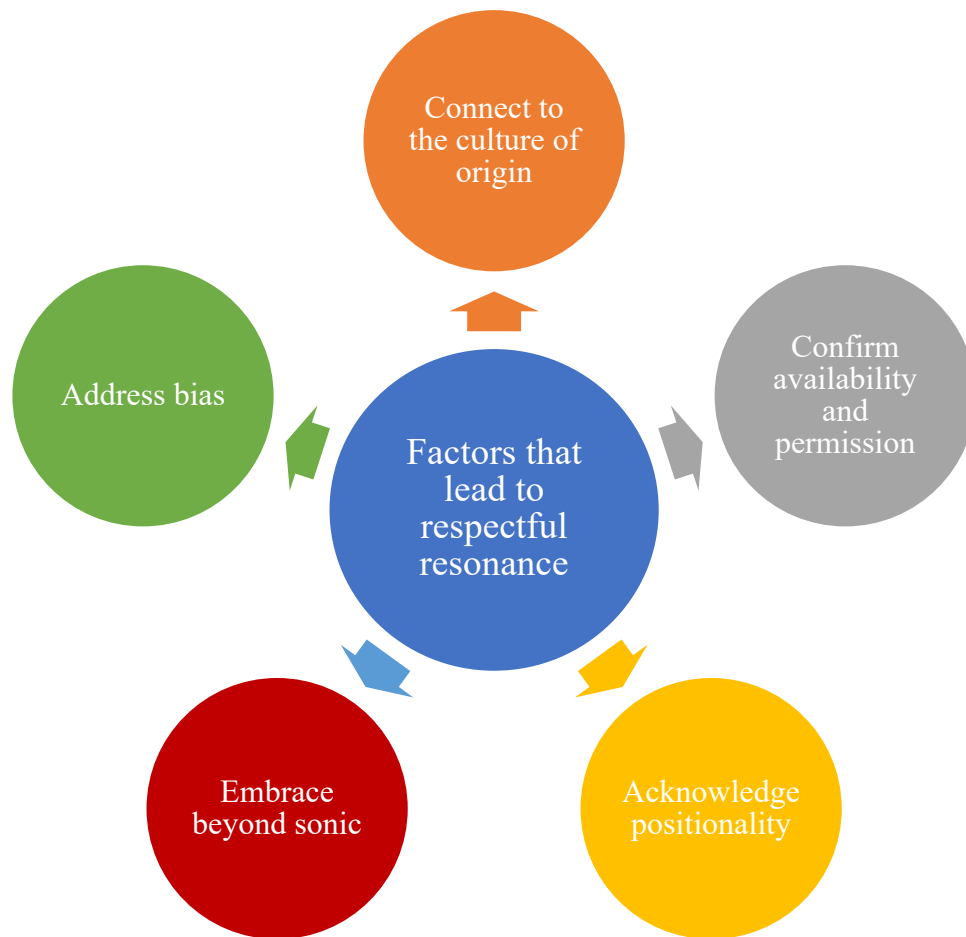 Connect to
the culture of
origin
Confirm
availability
and
permission
Address bias
Factors that
lead to
respectful
resonance
Embrace
beyond sonic
Acknowledge
positionality